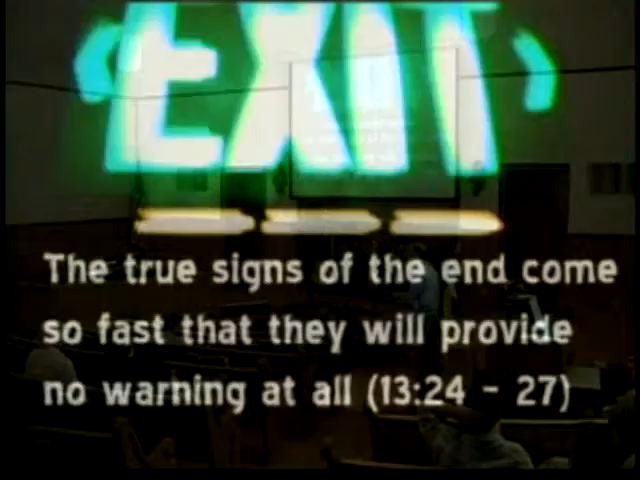 EXIT
The true signs of the end come
so fast that they will provide
no warning at all (13:24 - 27)